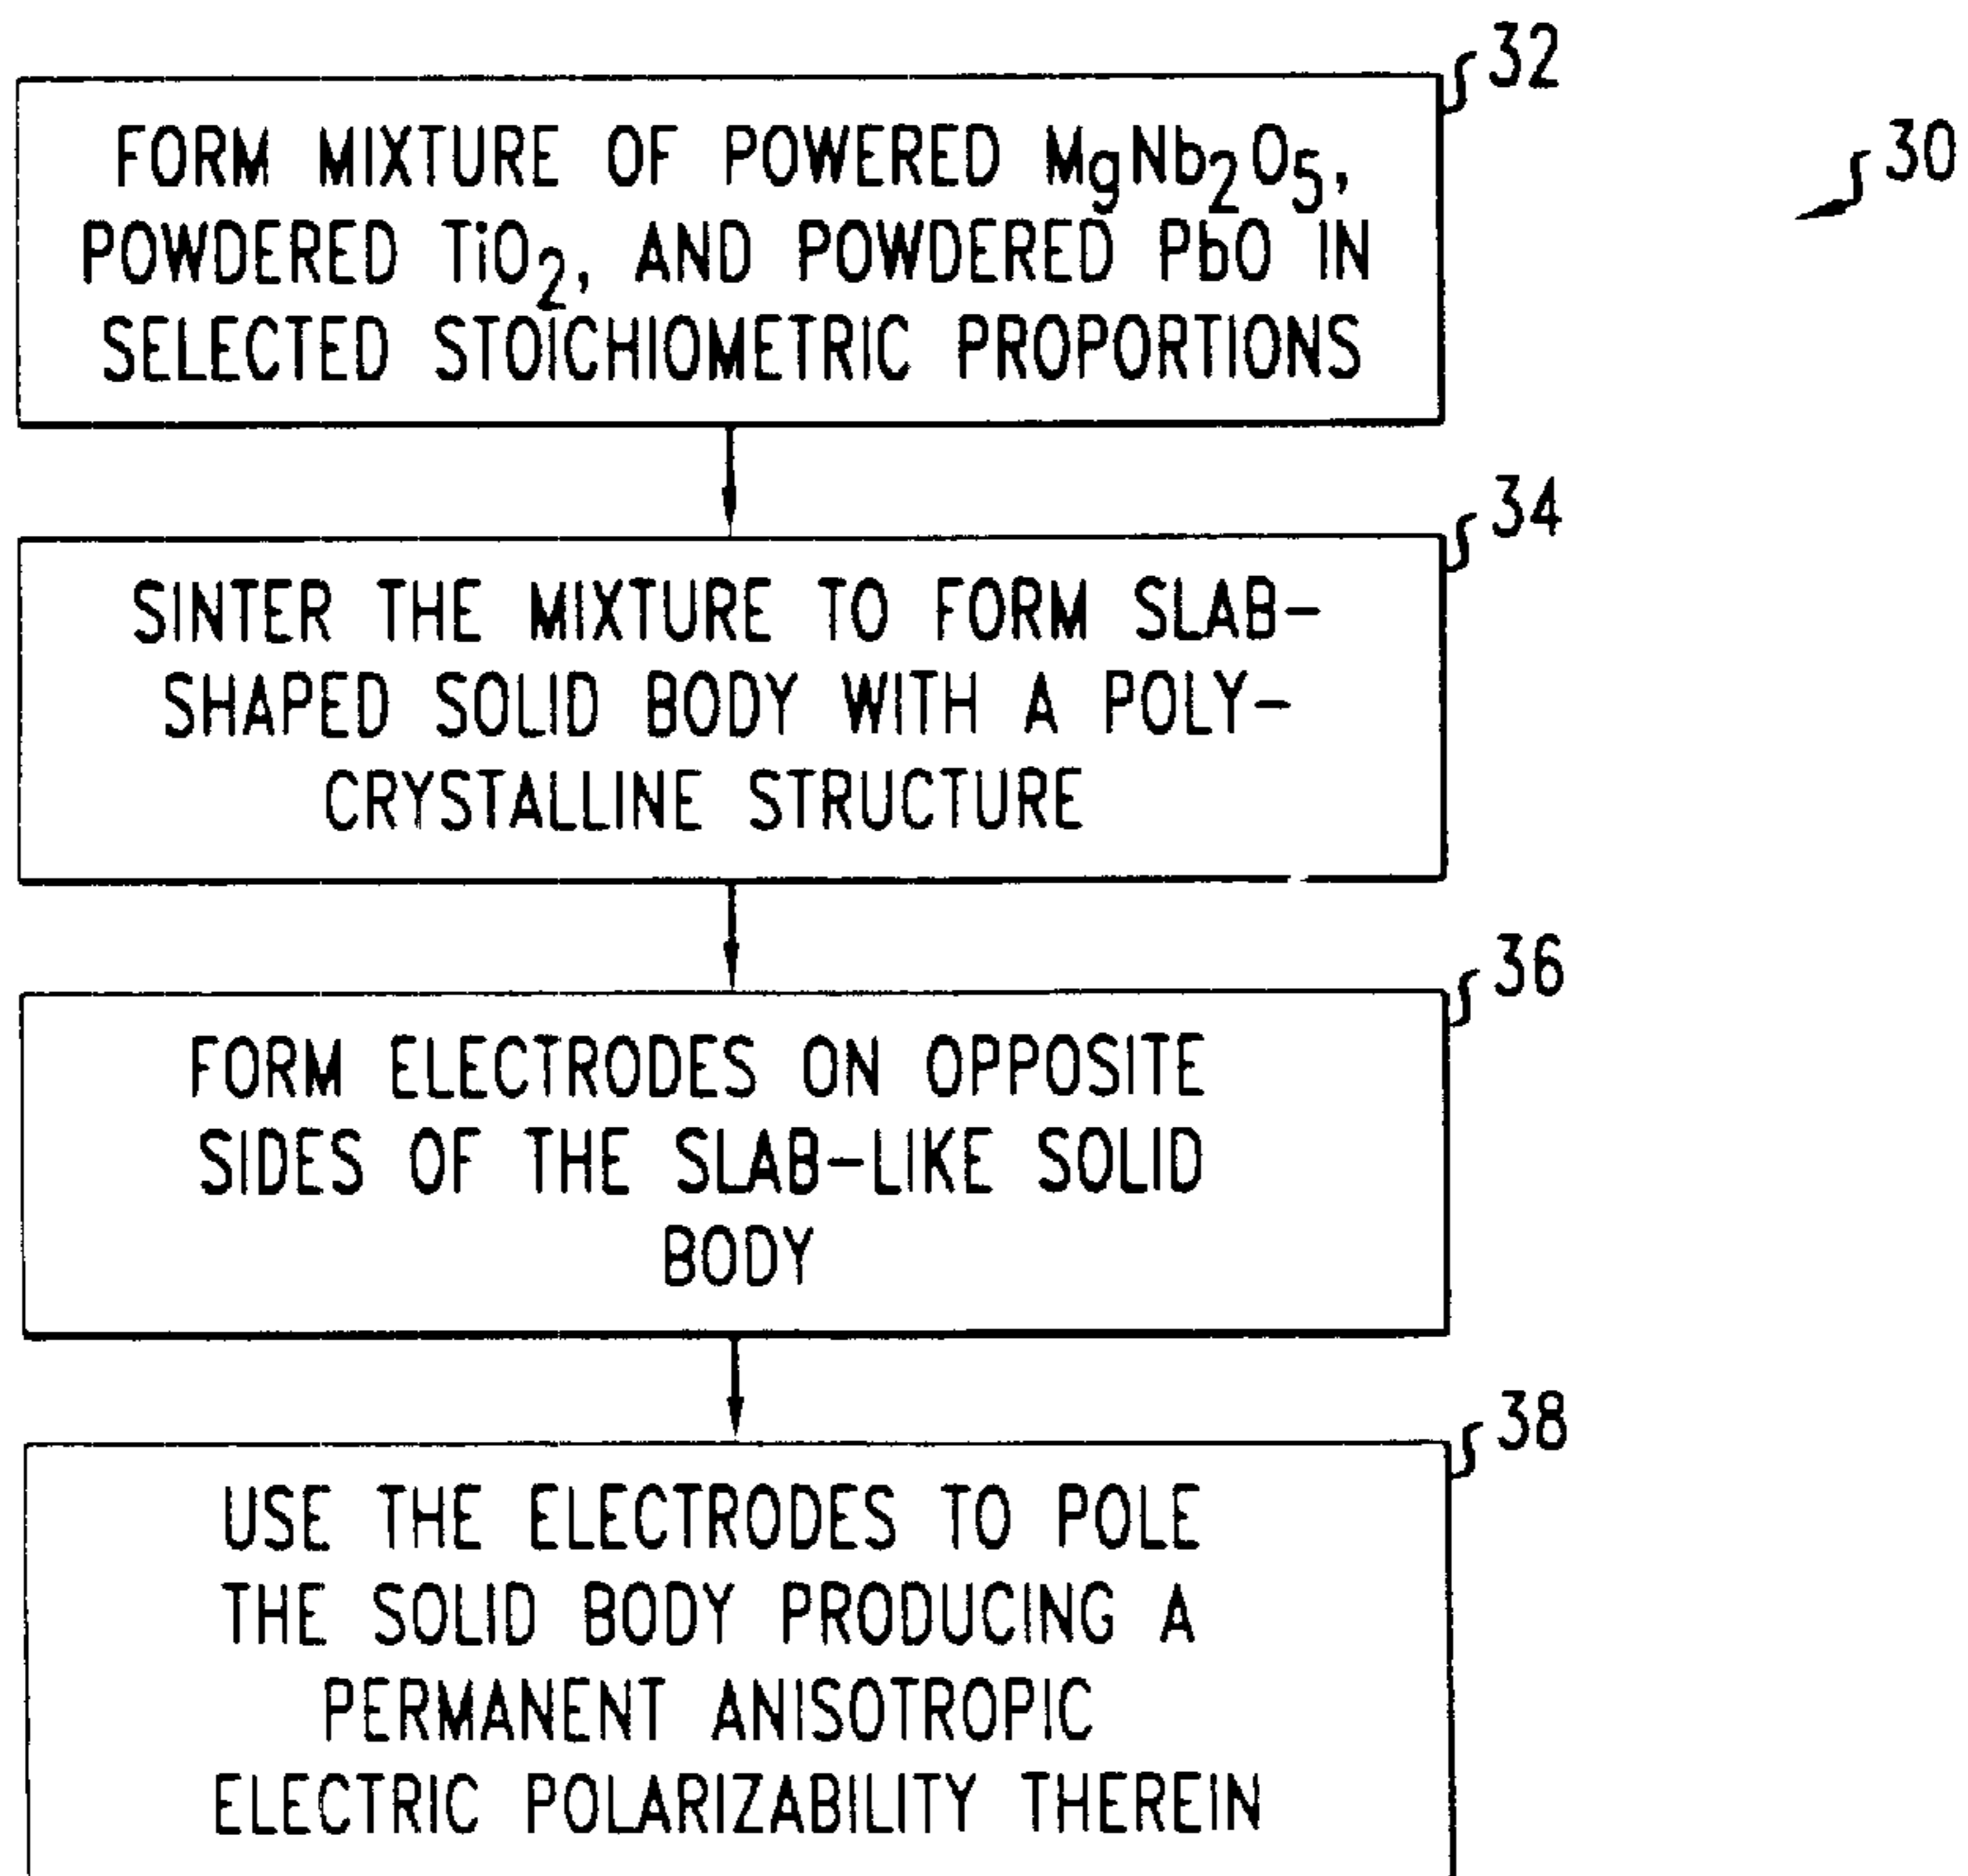 32
30
FORM MIXTURE OF POWERED MgNb₂O₅,
POWDERED TiO₂, AND POWDERED PbO IN
SELECTED STOICHIOMETRIC PROPORTIONS
34
SINTER THE MIXTURE TO FORM SLAB-
SHAPED SOLID BODY WITH A POLY-
CRYSTALLINE STRUCTURE
36
FORM ELECTRODES ON OPPOSITE
SIDES OF THE SLAB-LIKE SOLID
BODY
38
USE THE ELECTRODES TO POLE
THE SOLID BODY PRODUCING A
PERMANENT ANISOTROPIC
ELECTRIC POLARIZABILITY THEREIN